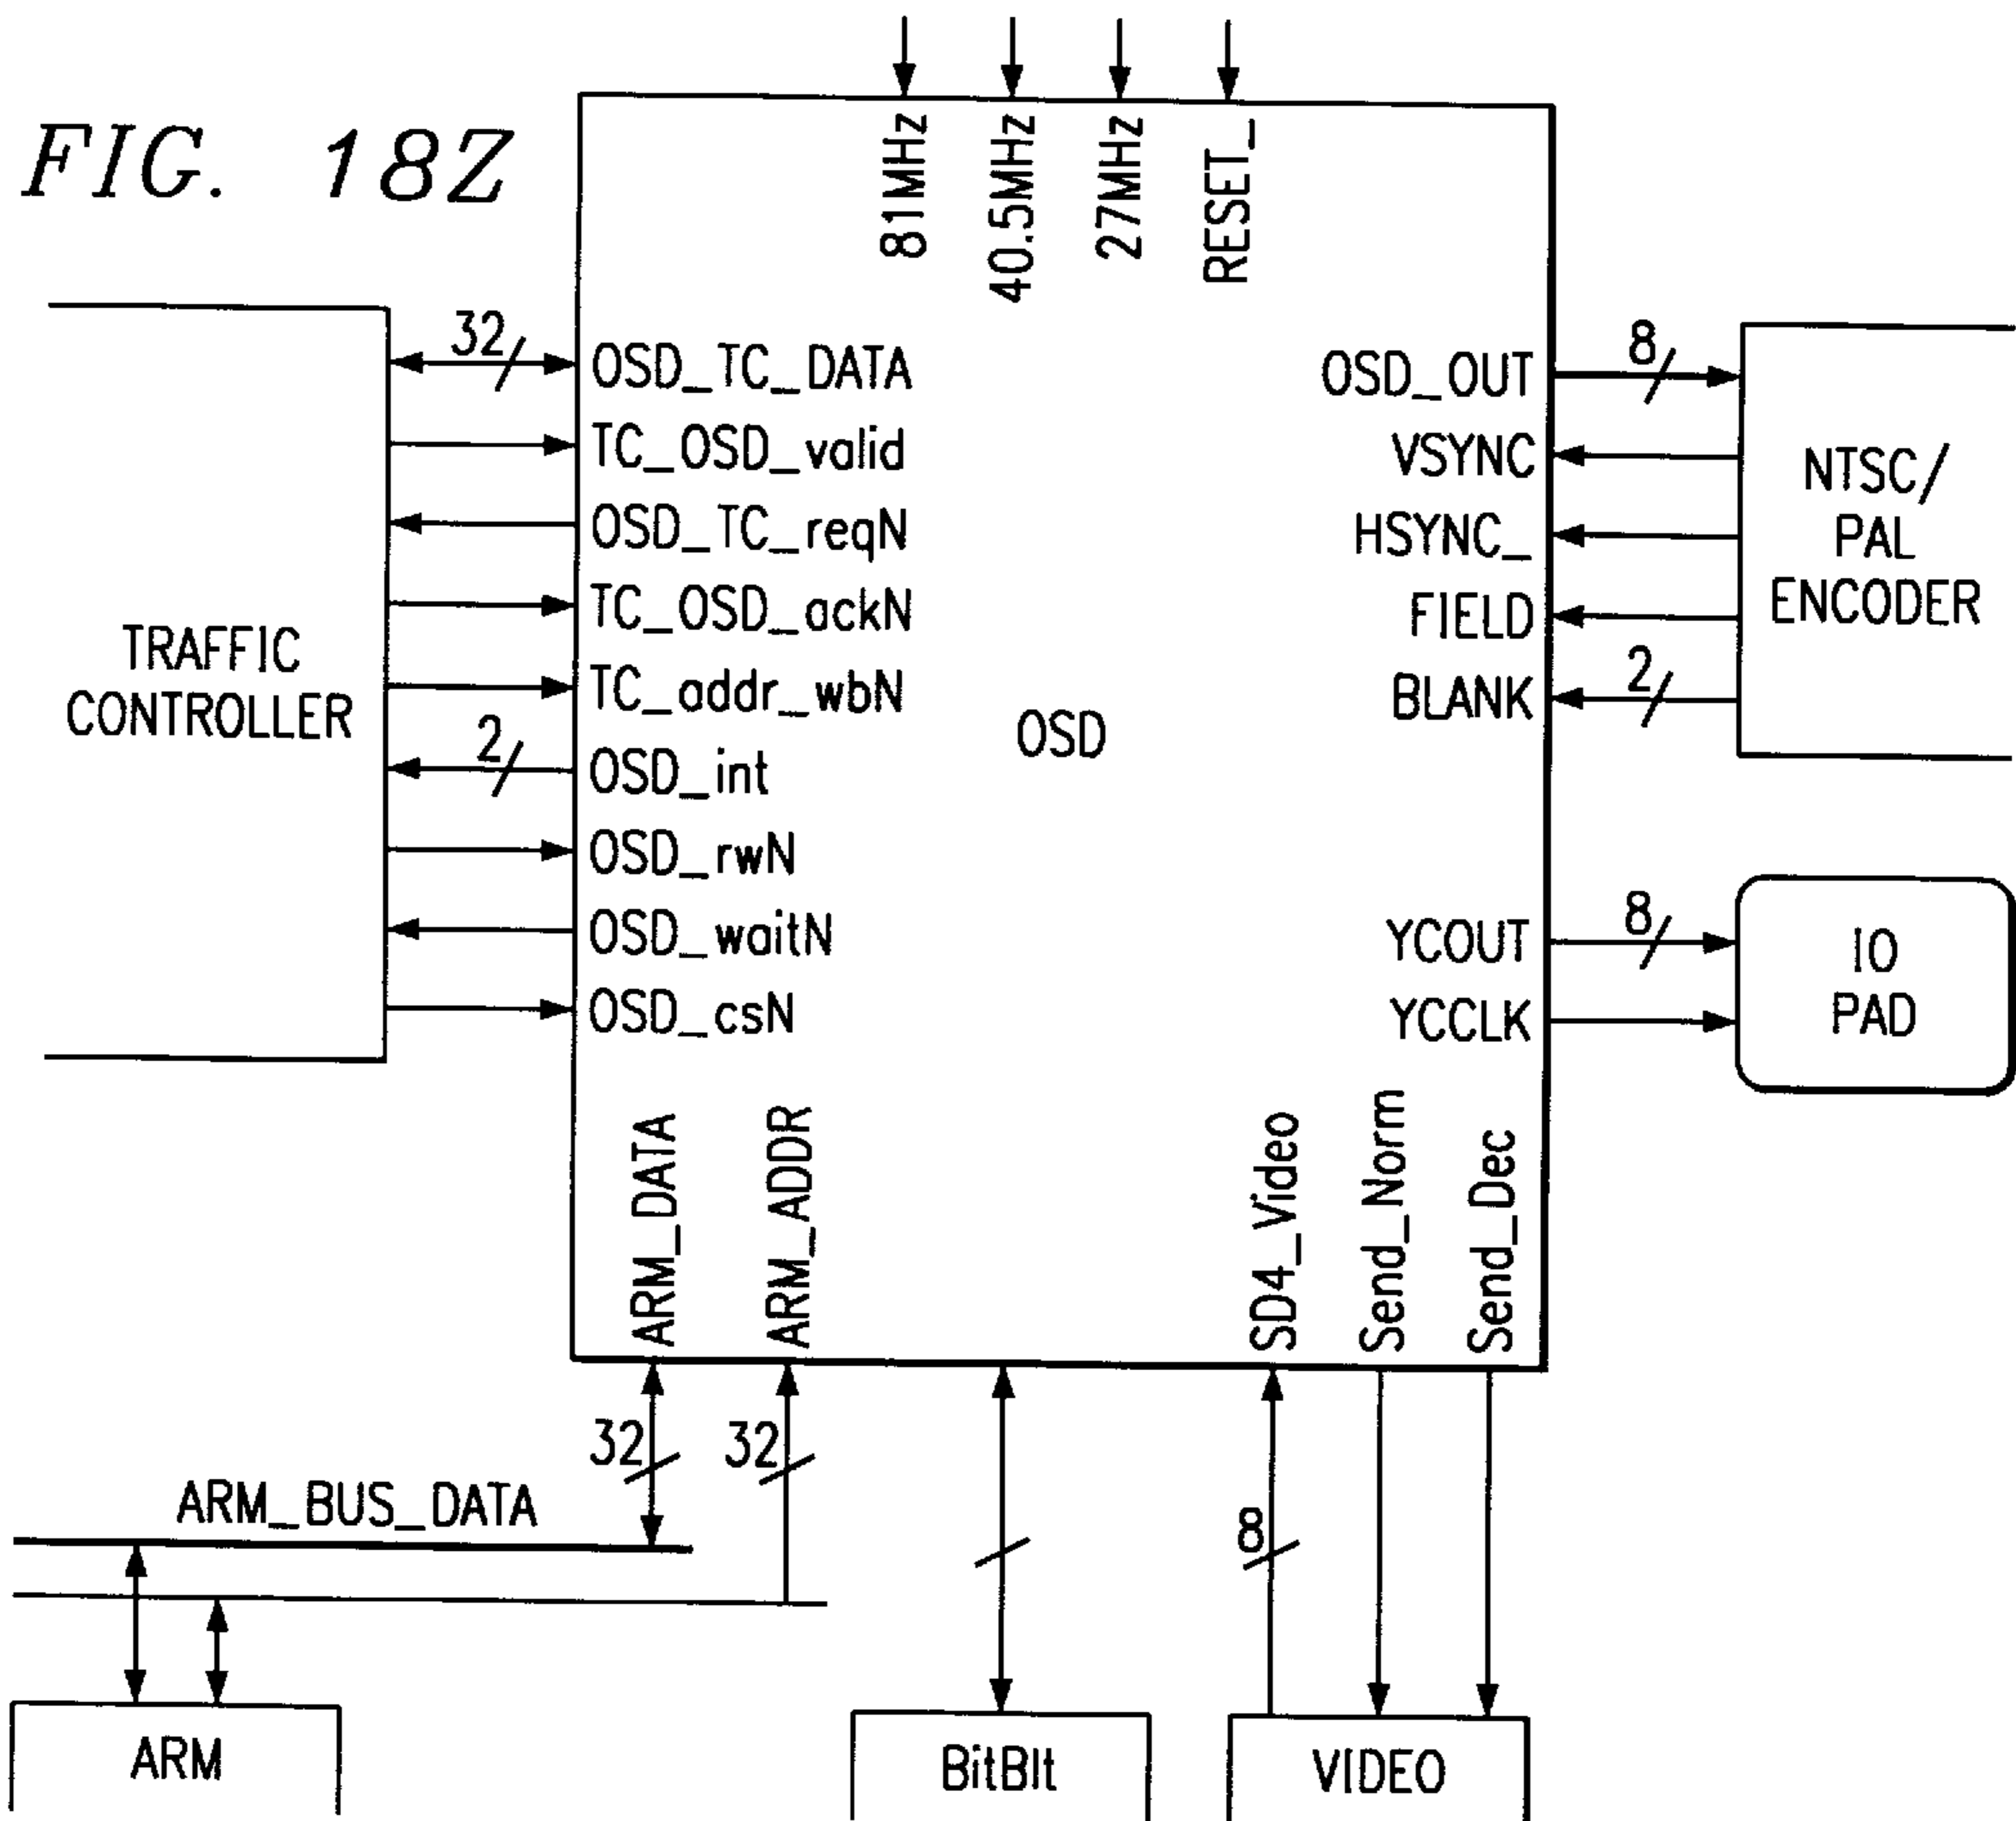 FIG. 18Z
81MHz
40.5MHz
27MHz
RESET_
TRAFFIC
CONTROLLER
32
OSD_TC_DATA
TC_OSD_valid
OSD_TC_reqN
TC_OSD_ackN
TC_addr_wbN
2
OSD_int
OSD_rwN
OSD_waitN
OSD_csN
OSD
OSD_OUT
8
VSYNC
HSYNC_
FIELD
BLANK
2
NTSC/
PAL
ENCODER
YCOUT
8
YCCLK
IO
PAD
ARM_DATA
ARM_ADDR
SD4_Video
Send_Norm
Send_Dec
32
32
8
ARM_BUS_DATA
ARM
BitBlt
VIDEO